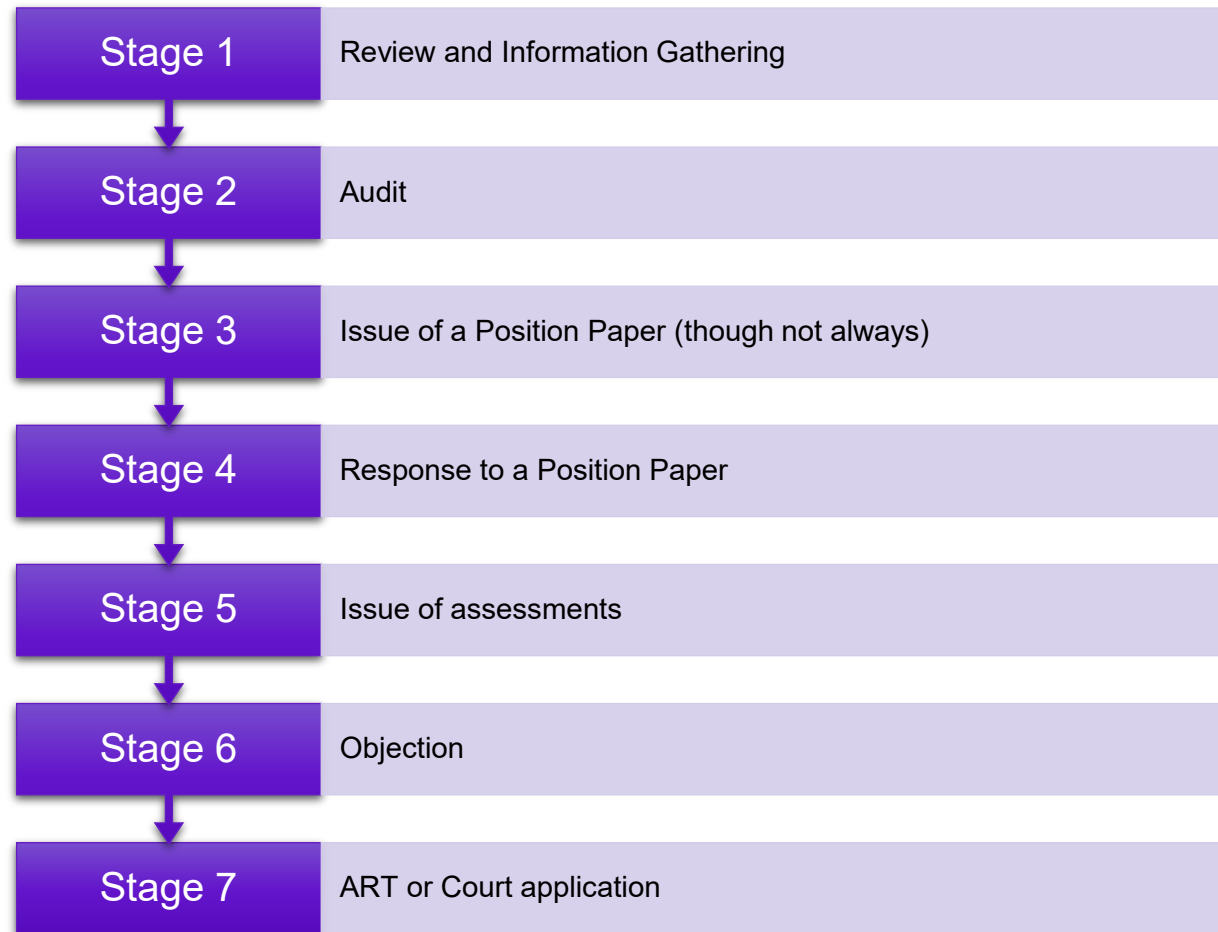 Stage 1
Review and Information Gathering
Stage 2
Audit
Stage 3
Issue of a Position Paper (though not always)
Stage 4
Response to a Position Paper
Stage 5
Issue of assessments
Stage 6
Objection
Stage 7
ART or Court application